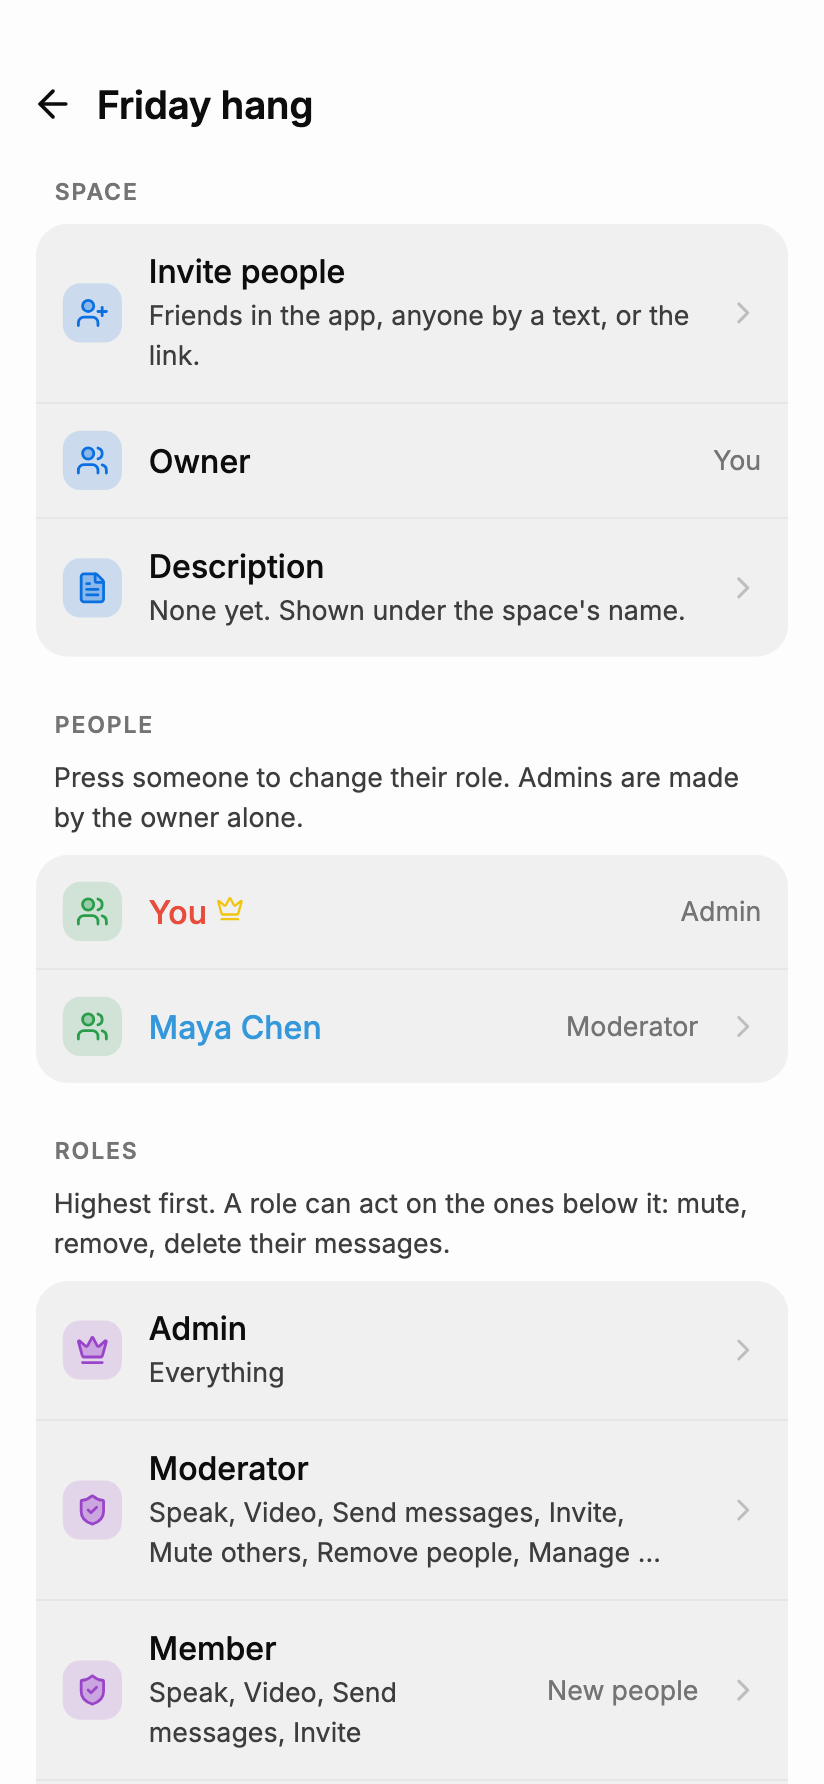 Friday hang
SPACE
Invite people
Friends in the app, anyone by a text, or the
link.
Owner
You
Description
None yet. Shown under the space's name.
PEOPLE
Press someone to change their role. Admins are made
by the owner alone.
You
Admin
Maya Chen
Moderator
ROLES
Highest first. A role can act on the ones below it: mute,
remove, delete their messages.
Admin
Everything
Moderator
Speak, Video, Send messages, Invite,
Mute others, Remove people, Manage ...
Member
Speak, Video, Send
messages, Invite
New people